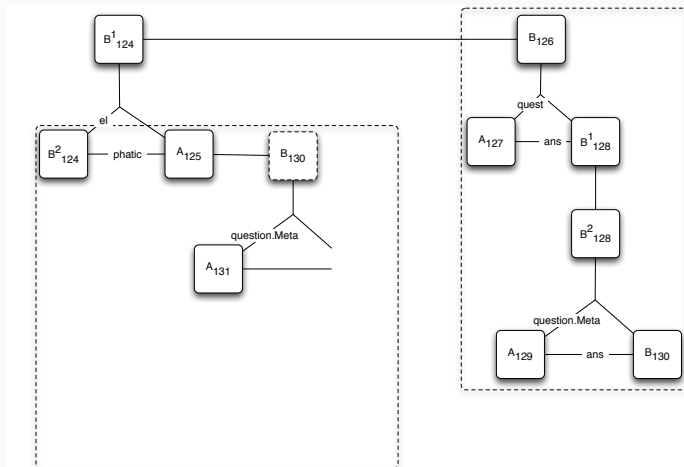 B1124
B126
el
quest
B2124
phatic
A125
B130
A127
ans
B1128
question.Meta
A131
B2128
question.Meta
A129
ans
B130